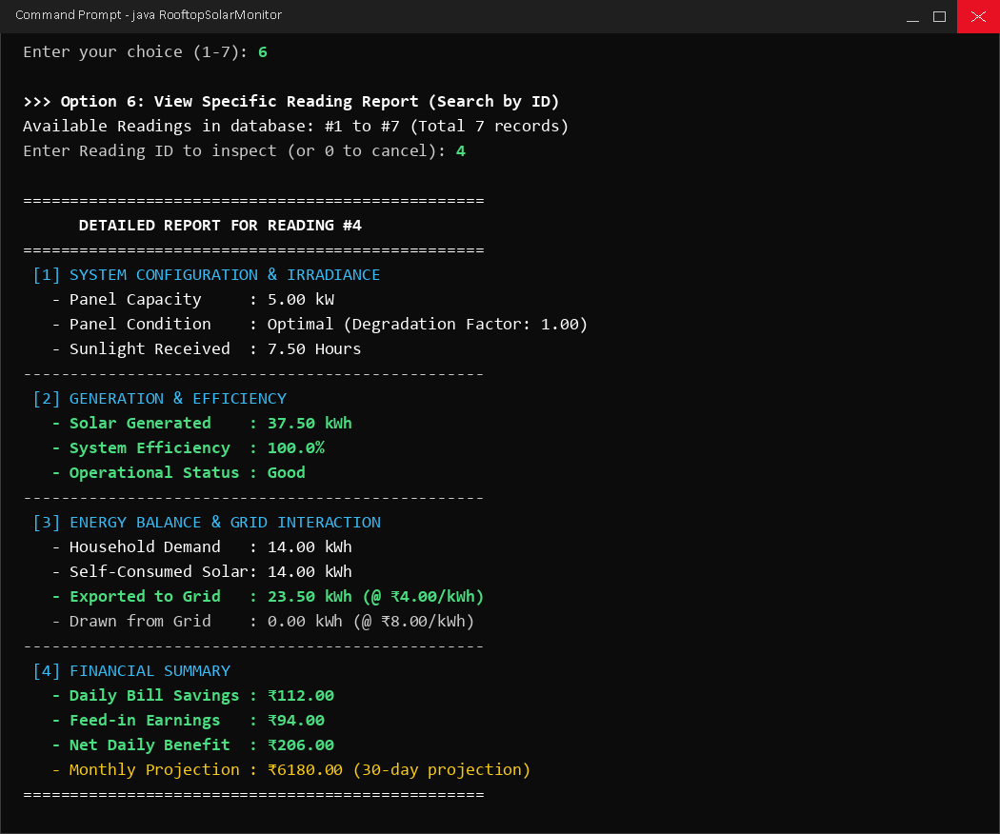 Command Prompt - java RooftopSolarMonitor
Enter your choice (1-7): 6
>>> Option 6: View Specific Reading Report (Search by ID)
Available Readings in database: #1 to #7 (Total 7 records)
Enter Reading ID to inspect (or 0 to cancel): 4
=================================================
DETAILED REPORT FOR READING #4
=================================================
[1] SYSTEM CONFIGURATION & IRRADIANCE
- Panel Capacity     : 5.00 kW
- Panel Condition    : Optimal (Degradation Factor: 1.00)
- Sunlight Received  : 7.50 Hours
-------------------------------------------------
[2] GENERATION & EFFICIENCY
- Solar Generated    : 37.50 kWh
- System Efficiency  : 100.0%
- Operational Status : Good
-------------------------------------------------
[3] ENERGY BALANCE & GRID INTERACTION
- Household Demand   : 14.00 kWh
- Self-Consumed Solar: 14.00 kWh
- Exported to Grid   : 23.50 kWh (@ ₹4.00/kWh)
- Drawn from Grid    : 0.00 kWh (@ ₹8.00/kWh)
-------------------------------------------------
[4] FINANCIAL SUMMARY
- Daily Bill Savings : ₹112.00
- Feed-in Earnings   : ₹94.00
- Net Daily Benefit  : ₹206.00
- Monthly Projection : ₹6180.00 (30-day projection)
=================================================